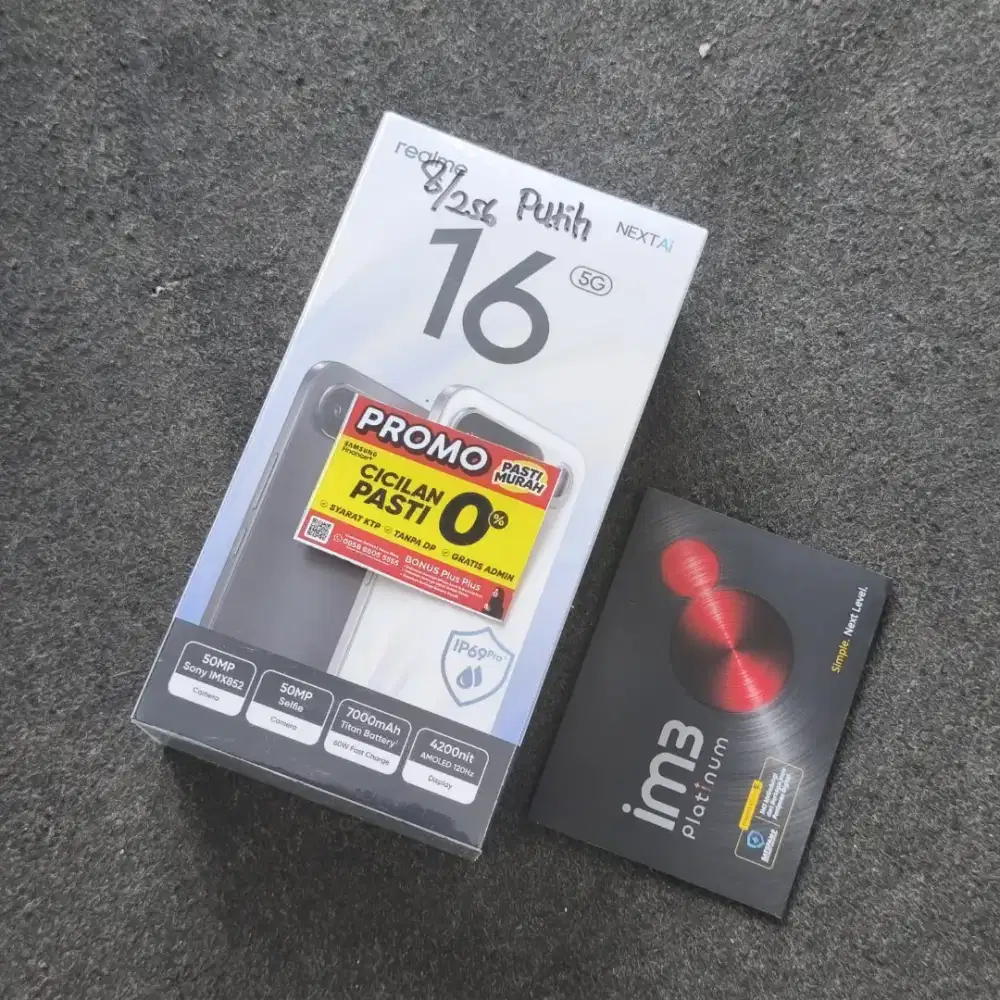 realme
8/256 Putih
NEXTAi
16 5G
PROMO
SAMSUNG
Finance+
PASTI
MURAH
CICILAN
PASTI 0%
SYARAT KTP TANPA DP GRATIS ADMIN
BONUS Plus Plus
IP69Pro
50MP
Sony IMX852
Camera
50MP
Selfie
Camera
7000mAh
Titan Battery
60W Fast Charge
4200nit
AMOLED 120Hz
Display
Simple. Next Level.
im3
Platinum